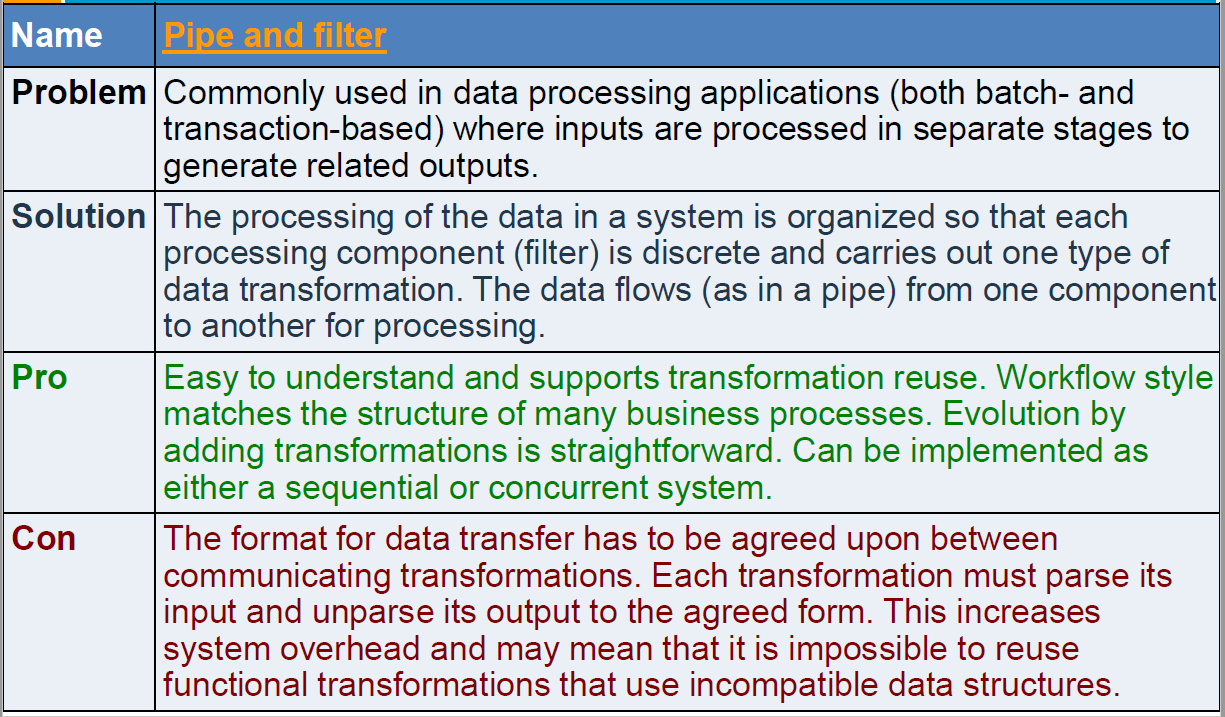 Name Pipe and filter
Problem Commonly used in data processing applications (both batch- and
transaction-based) where inputs are processed in separate stages to
generate related outputs.
Solution The processing of the data in a system is organized so that each
processing component (filter) is discrete and carries out one type of
data transformation. The data flows (as in a pipe) from one component
to another for processing.
Pro Easy to understand and supports transformation reuse. Workflow style
matches the structure of many business processes. Evolution by
adding transformations is straightforward. Can be implemented as
either a sequential or concurrent system.
Con The format for data transfer has to be agreed upon between
communicating transformations. Each transformation must parse its
input and unparse its output to the agreed form. This increases
system overhead and may mean that it is impossible to reuse
functional transformations that use incompatible data structures.